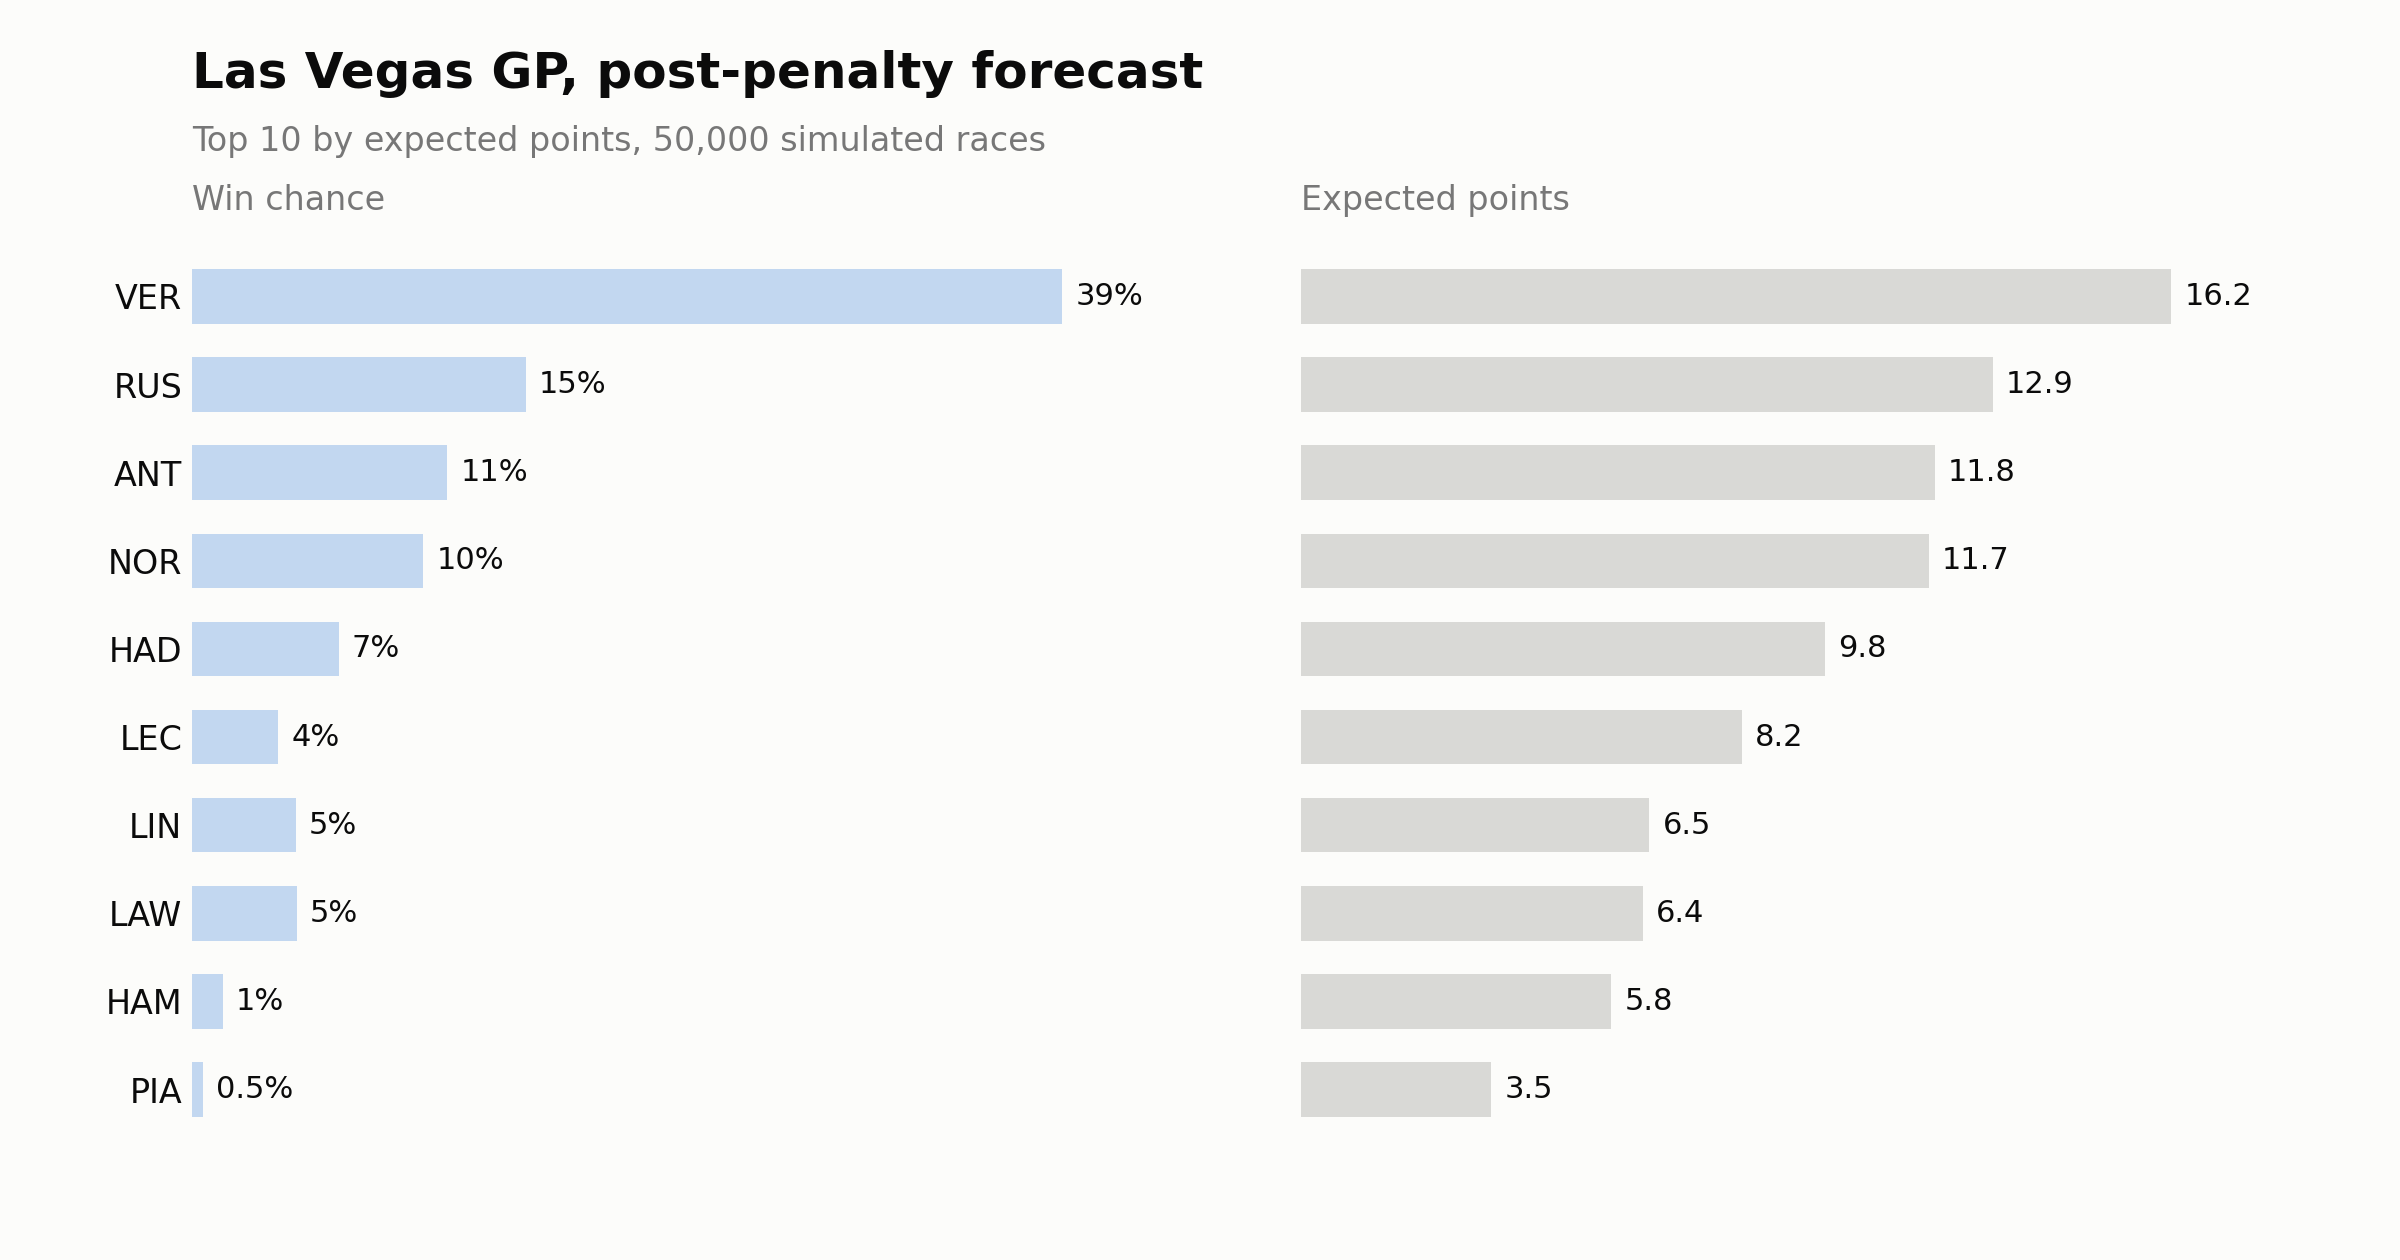 Las Vegas GP, post-penalty forecast
Top 10 by expected points, 50,000 simulated races
Win chance Expected points
VER 39% 16.2
RUS 15% 12.9
ANT 11% 11.8
NOR 10% 11.7
HAD 7% 9.8
LEC 4% 8.2
LIN 5% 6.5
LAW 5% 6.4
HAM 1% 5.8
PIA 0.5% 3.5